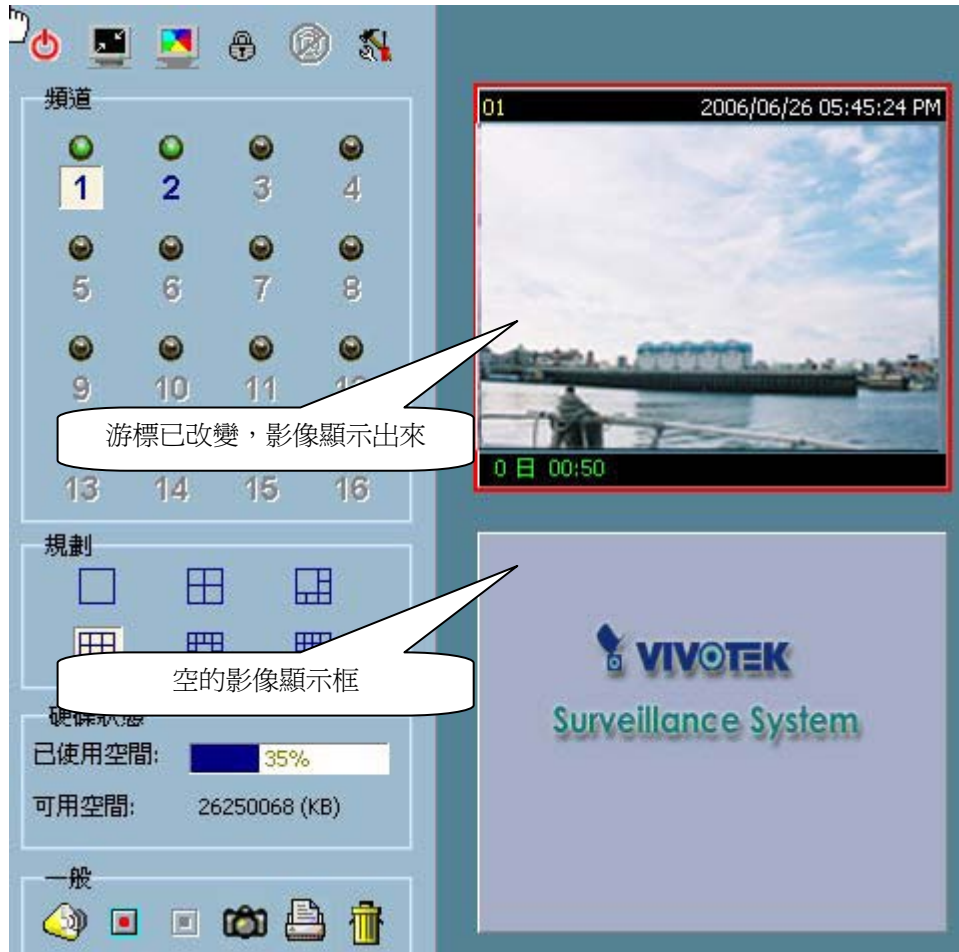 頻道
1 2 3 4
5 6 7 8
9 10 11
游標已改變，影像顯示出來
13 14 15 16
規劃
空的影像顯示框
硬碟狀態
已使用空間: 35%
可用空間: 26250068 (KB)
一般
01 2006/06/26 05:45:24 PM
0 日 00:50
VIVOTEK
Surveillance System